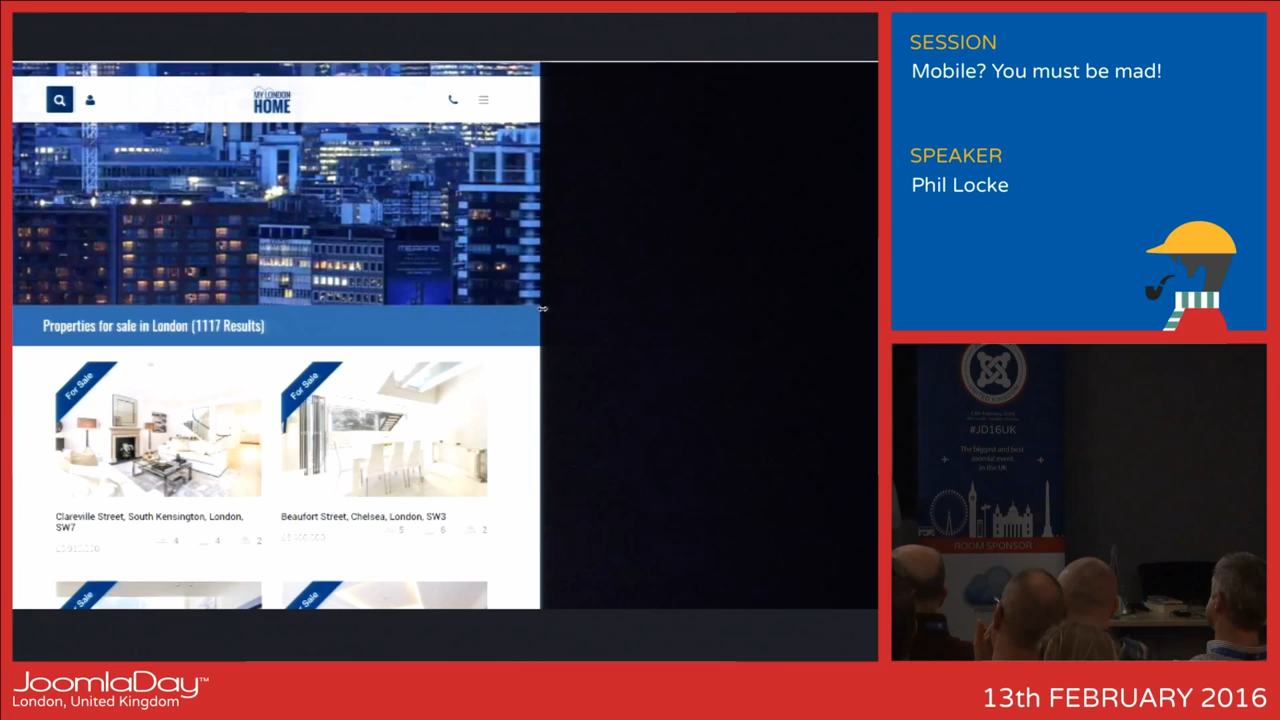 MY LONDON
HOME
MERANO
Properties for sale in London (1117 Results)
For Sale
For Sale
Clareville Street, South Kensington, London,
SW7
4 4 2
Beaufort Street, Chelsea, London, SW3
5 6 2
Sale
Sale
SESSION
Mobile? You must be mad!
SPEAKER
Phil Locke
#JD16UK
The biggest and best
Joomla! event
in the UK
ROOM SPONSOR
JoomlaDay™
London, United Kingdom
13th FEBRUARY 2016